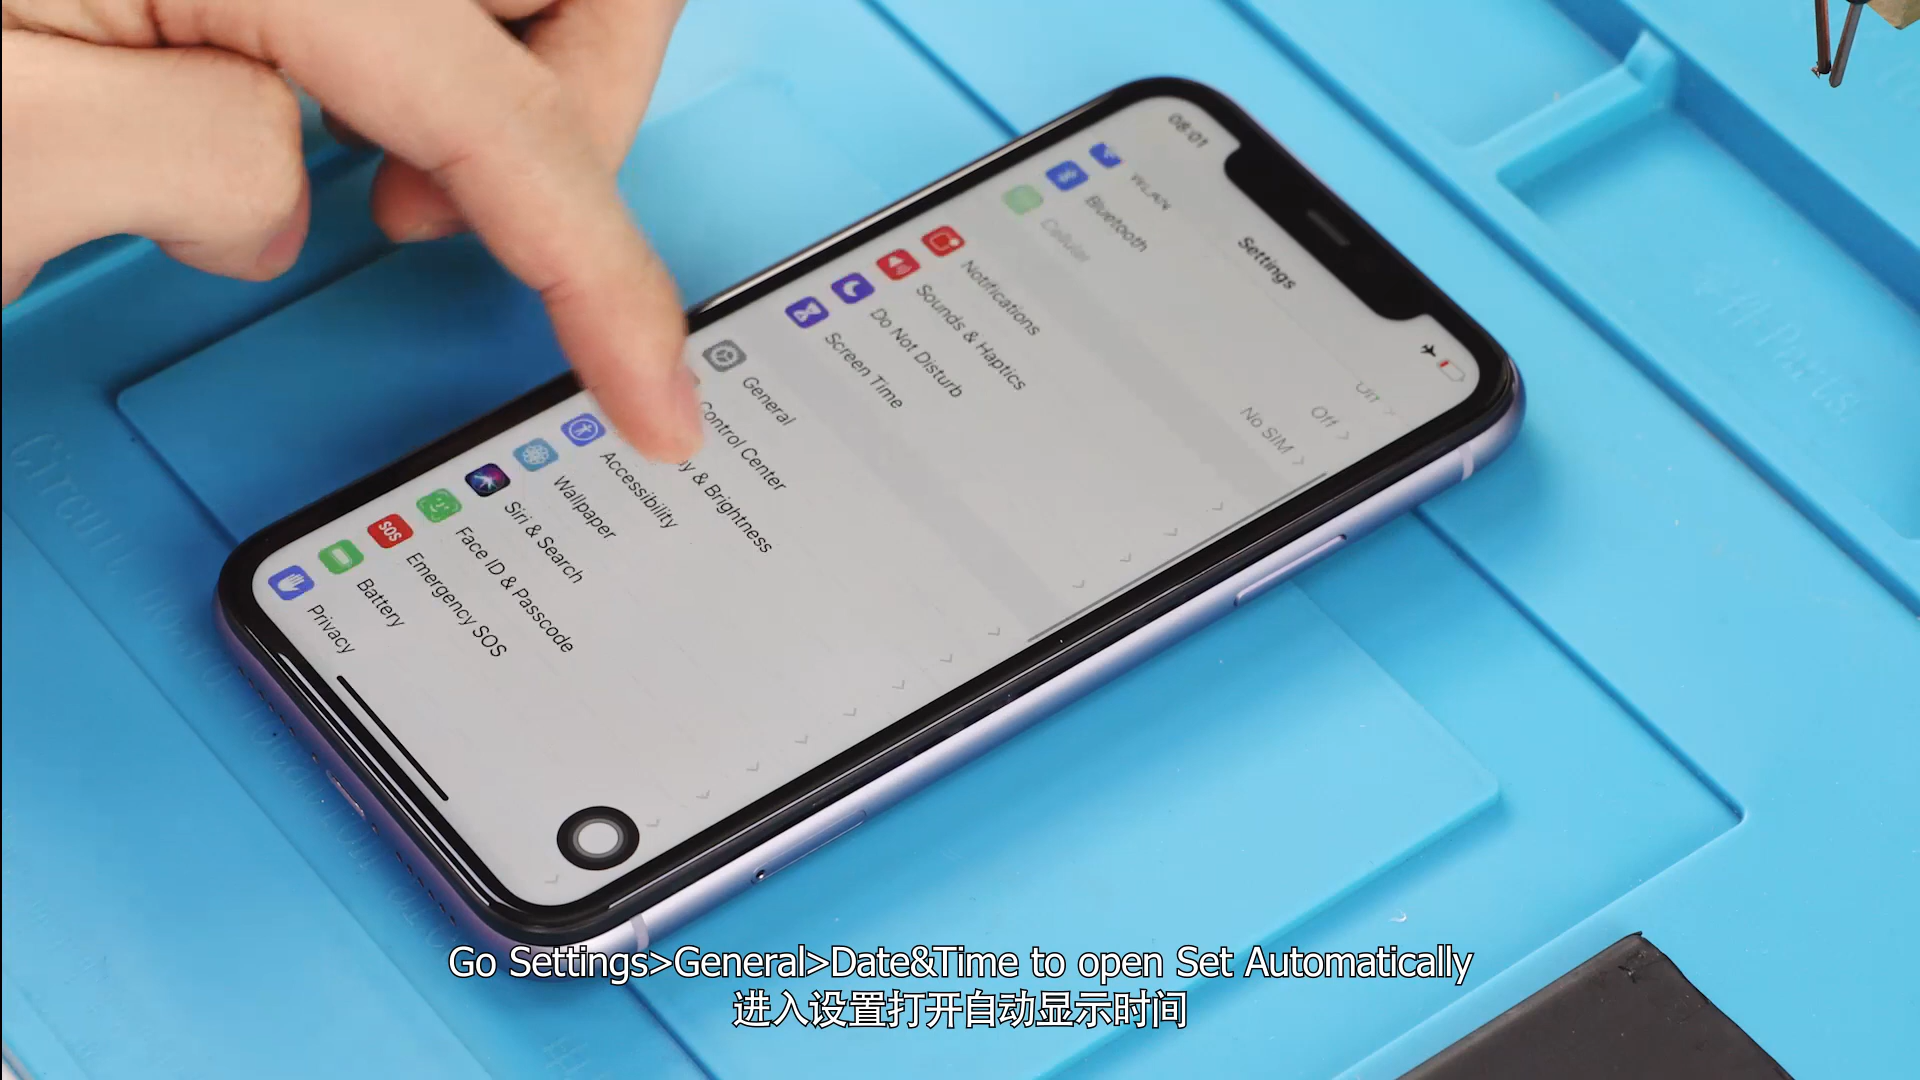 08:01
Settings
On
Bluetooth
Off
Cellular
No SIM
Notifications
Sounds & Haptics
Do Not Disturb
Screen Time
General
Control Center
& Brightness
Accessibility
Wallpaper
Siri & Search
Face ID & Passcode
SOS
Emergency SOS
Battery
Privacy
Go Settings>General>Date&Time to open Set Automatically
进入设置打开自动显示时间